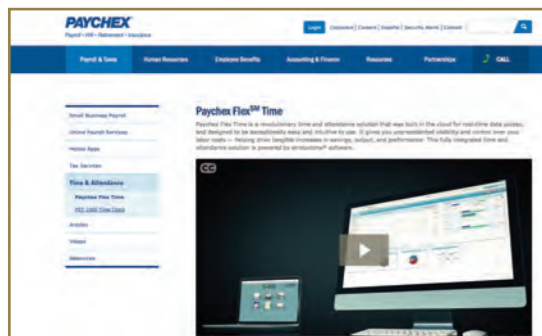 PAYCHEX
Payroll • HR • Retirement • Insurance
Login Corporate | Careers | Español | Security Alerts | Contact
Payroll & Taxes Human Resources Employee Benefits Accounting & Finance Resources Partnerships CALL
Small Business Payroll
Online Payroll Services
Mobile Apps
Tax Services
Time & Attendance
Paychex Flex Time
Articles
Videos
Resources
Paychex Flex℠ Time
Paychex Flex Time is a revolutionary time and attendance solution that was built in the cloud for real-time data access,
and designed to be exceptionally easy and intuitive to use. It gives you unprecedented visibility and control over your
labor costs — helping drive tangible increases in savings, output, and performance. This fully integrated time and
attendance solution is powered by stratustime® software.
CC